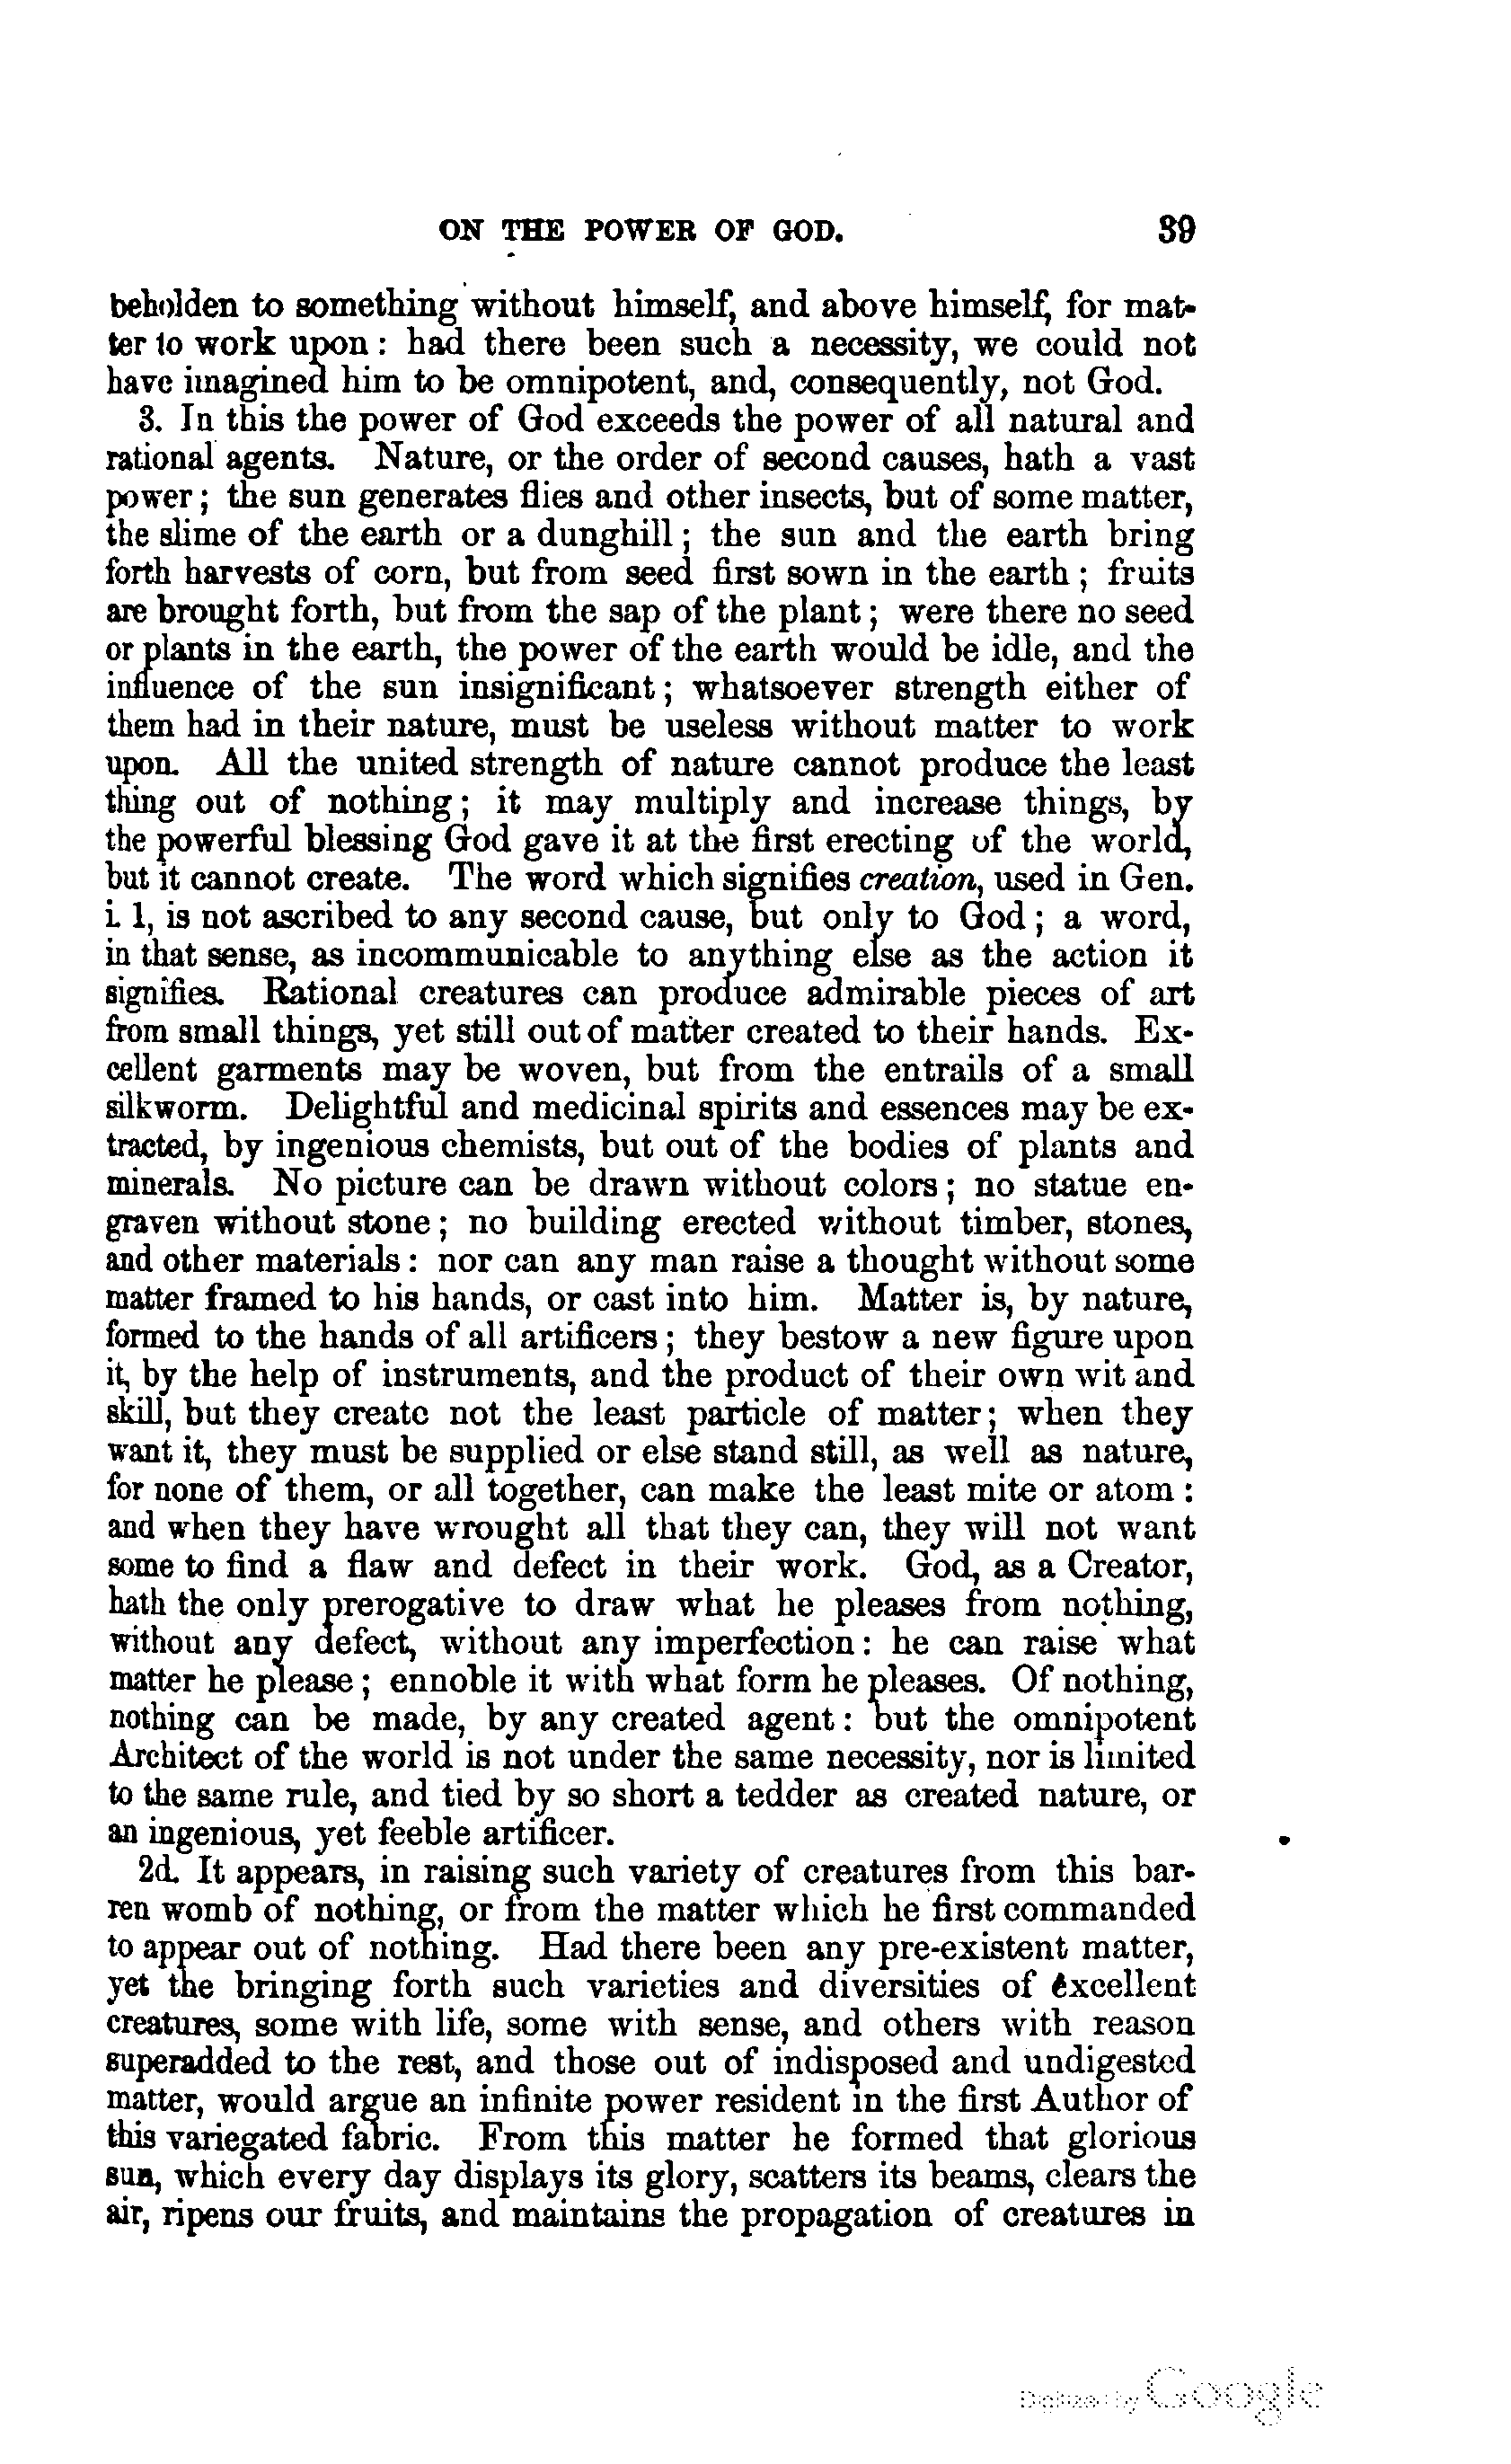 ON THE POWER OF GOD. 39
beholden to something without himself, and above himself, for mat-
ter to work upon: had there been such a necessity, we could not
have imagined him to be omnipotent, and, consequently, not God.
3. In this the power of God exceeds the power of all natural and
rational agents. Nature, or the order of second causes, hath a vast
power; the sun generates flies and other insects, but of some matter,
the slime of the earth or a dunghill; the sun and the earth bring
forth harvests of corn, but from seed first sown in the earth; fruits
are brought forth, but from the sap of the plant; were there no seed
or plants in the earth, the power of the earth would be idle, and the
influence of the sun insignificant; whatsoever strength either of
them had in their nature, must be useless without matter to work
upon. All the united strength of nature cannot produce the least
thing out of nothing; it may multiply and increase things, by
the powerful blessing God gave it at the first erecting of the world,
but it cannot create. The word which signifies creation, used in Gen.
i. 1, is not ascribed to any second cause, but only to God; a word,
in that sense, as incommunicable to anything else as the action it
signifies. Rational creatures can produce admirable pieces of art
from small things, yet still out of matter created to their hands. Ex-
cellent garments may be woven, but from the entrails of a small
silkworm. Delightful and medicinal spirits and essences may be ex-
tracted, by ingenious chemists, but out of the bodies of plants and
minerals. No picture can be drawn without colors; no statue en-
graven without stone; no building erected without timber, stones,
and other materials: nor can any man raise a thought without some
matter framed to his hands, or cast into him. Matter is, by nature,
formed to the hands of all artificers; they bestow a new figure upon
it, by the help of instruments, and the product of their own wit and
skill, but they create not the least particle of matter; when they
want it, they must be supplied or else stand still, as well as nature,
for none of them, or all together, can make the least mite or atom:
and when they have wrought all that they can, they will not want
some to find a flaw and defect in their work. God, as a Creator,
hath the only prerogative to draw what he pleases from nothing,
without any defect, without any imperfection: he can raise what
matter he please; ennoble it with what form he pleases. Of nothing,
nothing can be made, by any created agent: but the omnipotent
Architect of the world is not under the same necessity, nor is limited
to the same rule, and tied by so short a tedder as created nature, or
an ingenious, yet feeble artificer.
2d. It appears, in raising such variety of creatures from this bar-
ren womb of nothing, or from the matter which he first commanded
to appear out of nothing. Had there been any pre-existent matter,
yet the bringing forth such varieties and diversities of excellent
creatures, some with life, some with sense, and others with reason
superadded to the rest, and those out of indisposed and undigested
matter, would argue an infinite power resident in the first Author of
this variegated fabric. From this matter he formed that glorious
sun, which every day displays its glory, scatters its beams, clears the
air, ripens our fruits, and maintains the propagation of creatures in
Digitized by Google